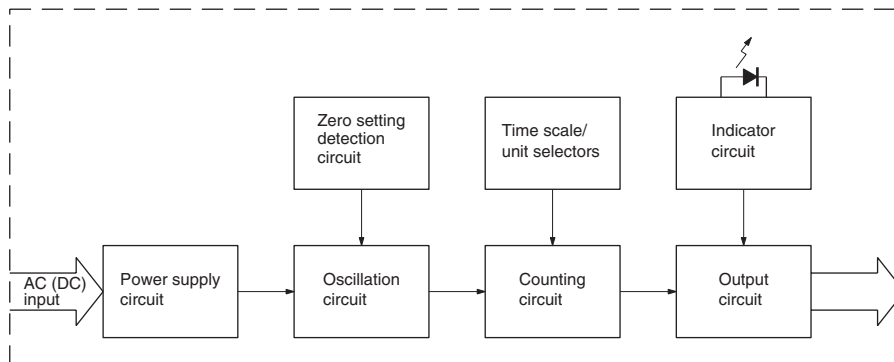 Zero setting
detection
circuit
Time scale/
unit selectors
Indicator
circuit
AC (DC)
input
Power supply
circuit
Oscillation
circuit
Counting
circuit
Output
circuit